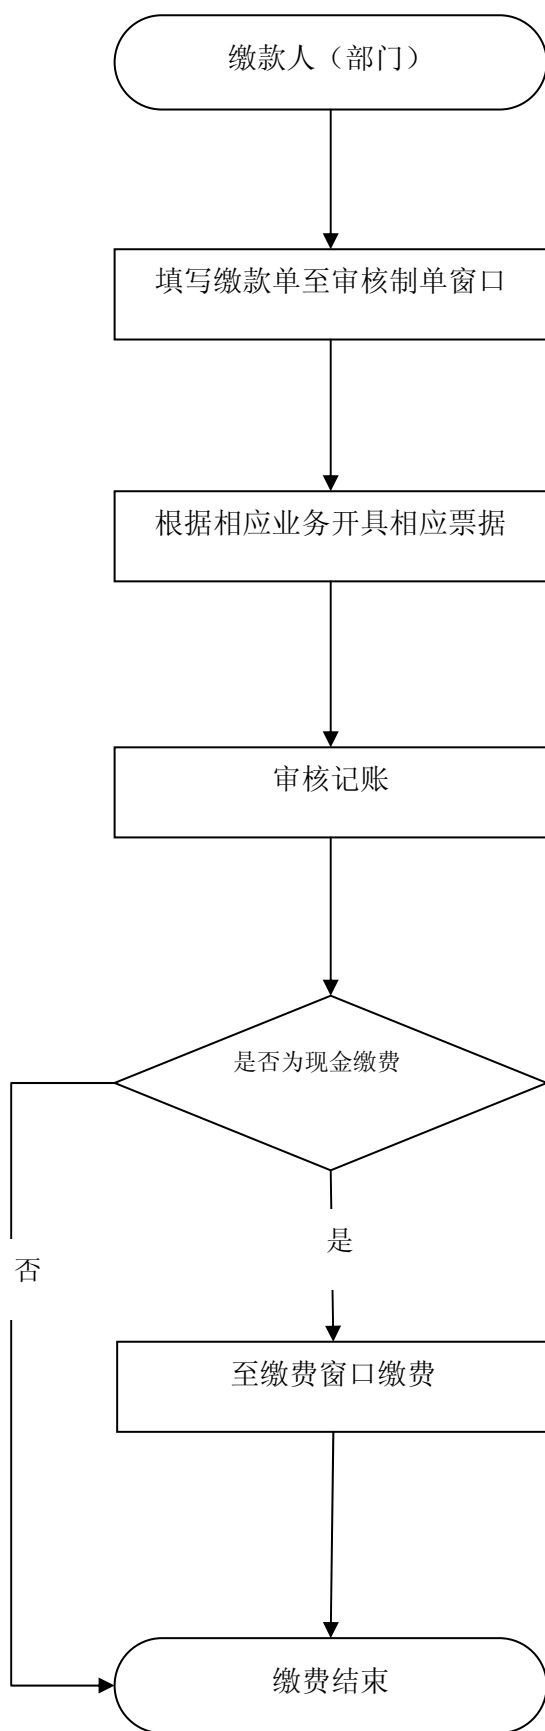 缴款人（部门）
填写缴款单至审核制单窗口
根据相应业务开具相应票据
审核记账
是否为现金缴费
是
否
至缴费窗口缴费
缴费结束